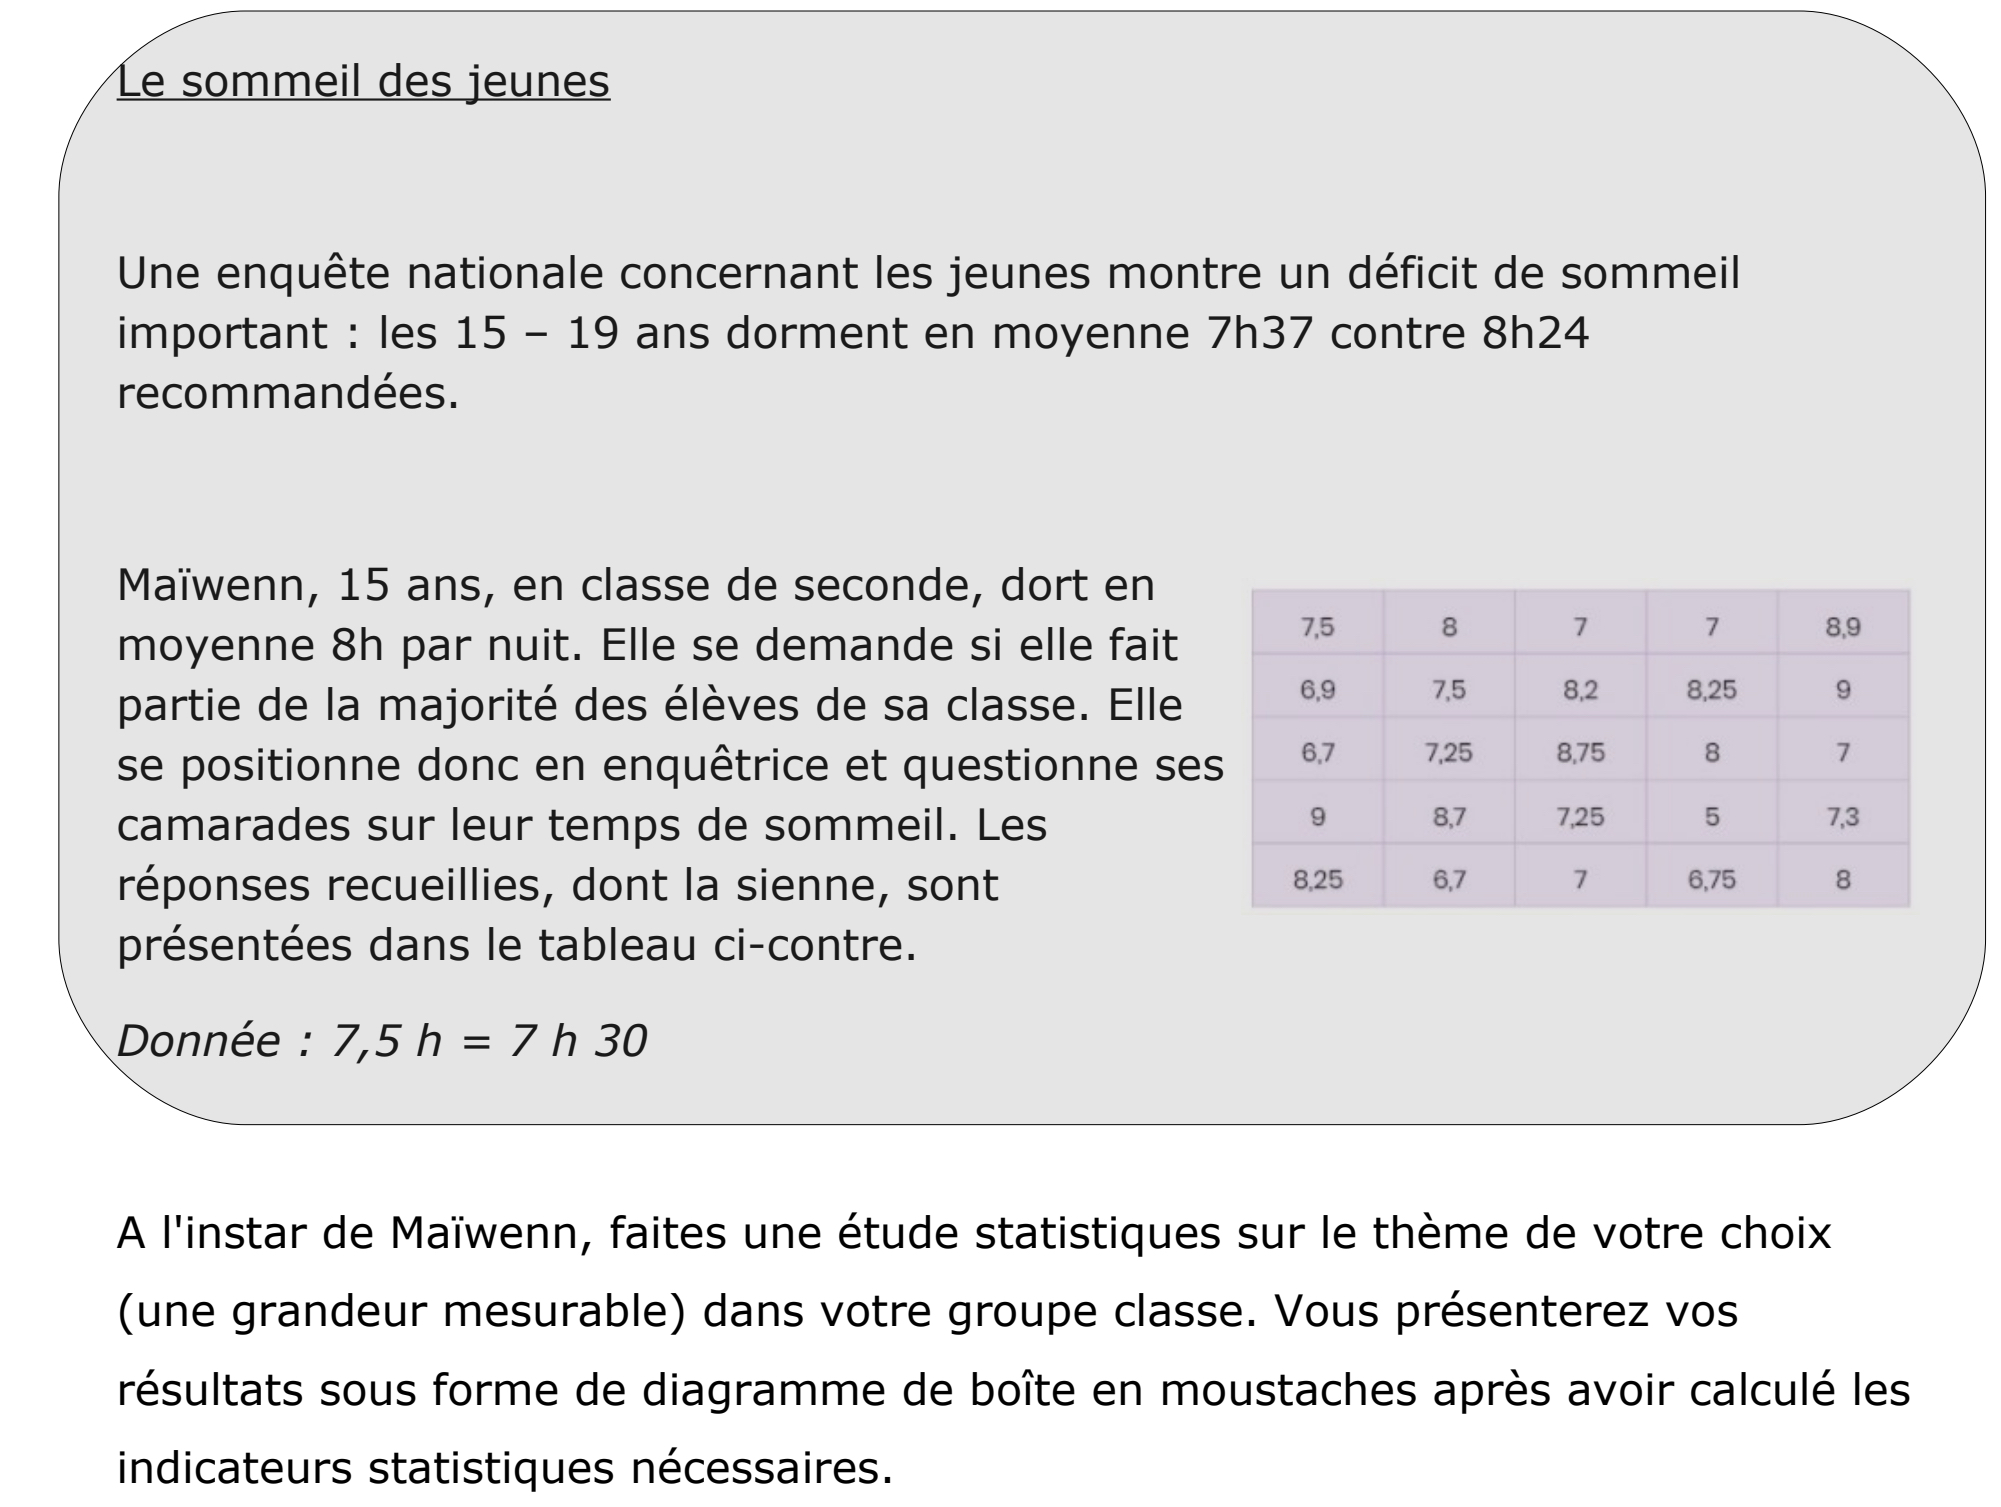 Le sommeil des jeunes
Une enquête nationale concernant les jeunes montre un déficit de sommeil
important : les 15 – 19 ans dorment en moyenne 7h37 contre 8h24
recommandées.
Maïwenn, 15 ans, en classe de seconde, dort en
moyenne 8h par nuit. Elle se demande si elle fait
partie de la majorité des élèves de sa classe. Elle
se positionne donc en enquêtrice et questionne ses
camarades sur leur temps de sommeil. Les
réponses recueillies, dont la sienne, sont
présentées dans le tableau ci-contre.
7,5 8 7 7 8,9
6,9 7,5 8,2 8,25 9
6,7 7,25 8,75 8 7
9 8,7 7,25 5 7,3
8,25 6,7 7 6,75 8
Donnée : 7,5 h = 7 h 30
A l'instar de Maïwenn, faites une étude statistiques sur le thème de votre choix
(une grandeur mesurable) dans votre groupe classe. Vous présenterez vos
résultats sous forme de diagramme de boîte en moustaches après avoir calculé les
indicateurs statistiques nécessaires.